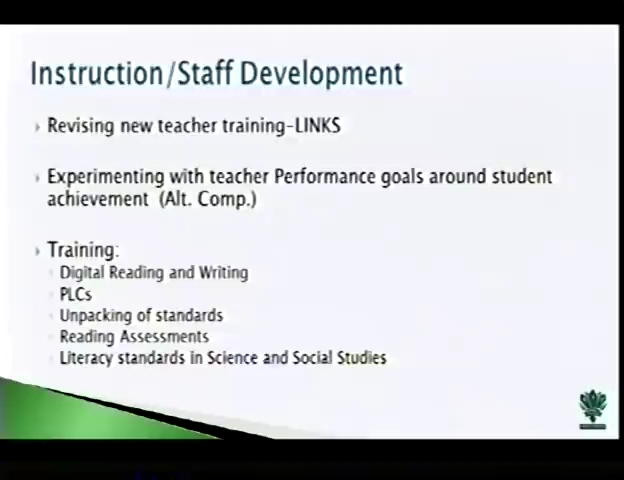 Instruction/Staff Development
Revising new teacher training-LINKS
Experimenting with teacher Performance goals around student
achievement (Alt. Comp.)
Training:
Digital Reading and Writing
PLCs
Unpacking of standards
Reading Assessments
Literacy standards in Science and Social Studies